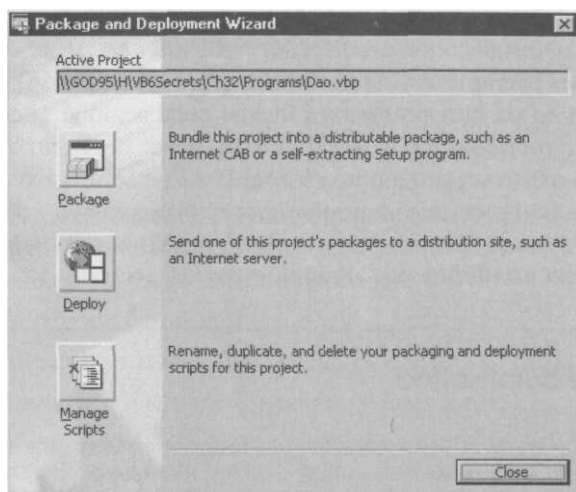 Package and Deployment Wizard
Active Project
\\GOD95\H\VB6Secrets\Ch32\Programs\Dao.vbp
Package
Bundle this project into a distributable package, such as an
Internet CAB or a self-extracting Setup program.
Deploy
Send one of this project's packages to a distribution site, such as
an Internet server.
Manage
Scripts
Rename, duplicate, and delete your packaging and deployment
scripts for this project.
Close